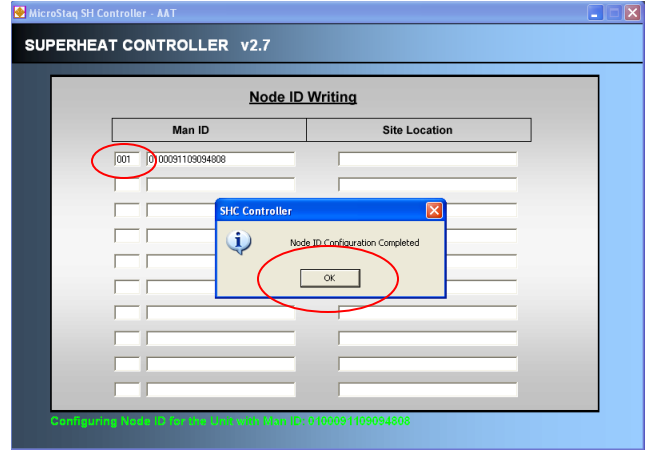 MicroStaq SH Controller - AAT
SUPERHEAT CONTROLLER v2.7
Node ID Writing
Man ID Site Location
001 0100091109094808
SHC Controller
Node ID Configuration Completed
OK
Configuring Node ID for the Unit with Man ID: 0100091109094808